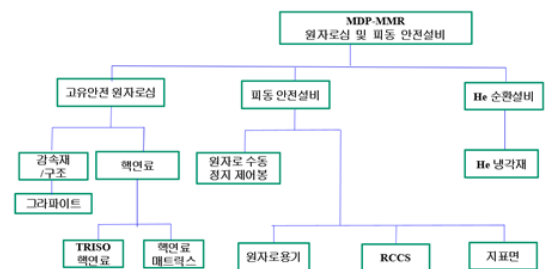 MDP-MMR
원자로심 및 피동 안전설비
고유안전 원자로심
피동 안전설비
He 순환설비
감속재
/구조
핵연료
원자로 수동
정지 제어봉
He 냉각재
그라파이트
TRISO
핵연료
핵연료
매트릭스
원자로용기
RCCS
지표면